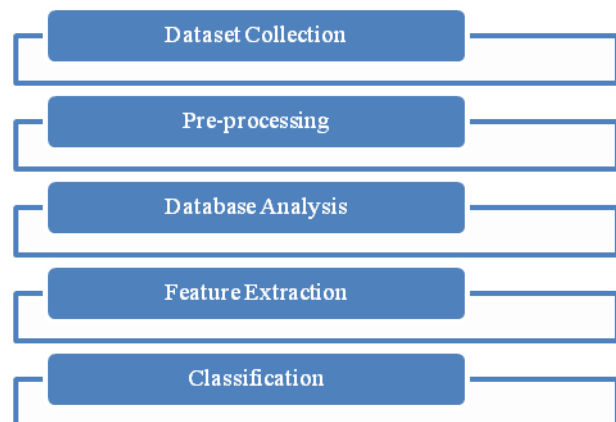 Dataset Collection
Pre-processing
Database Analysis
Feature Extraction
Classification